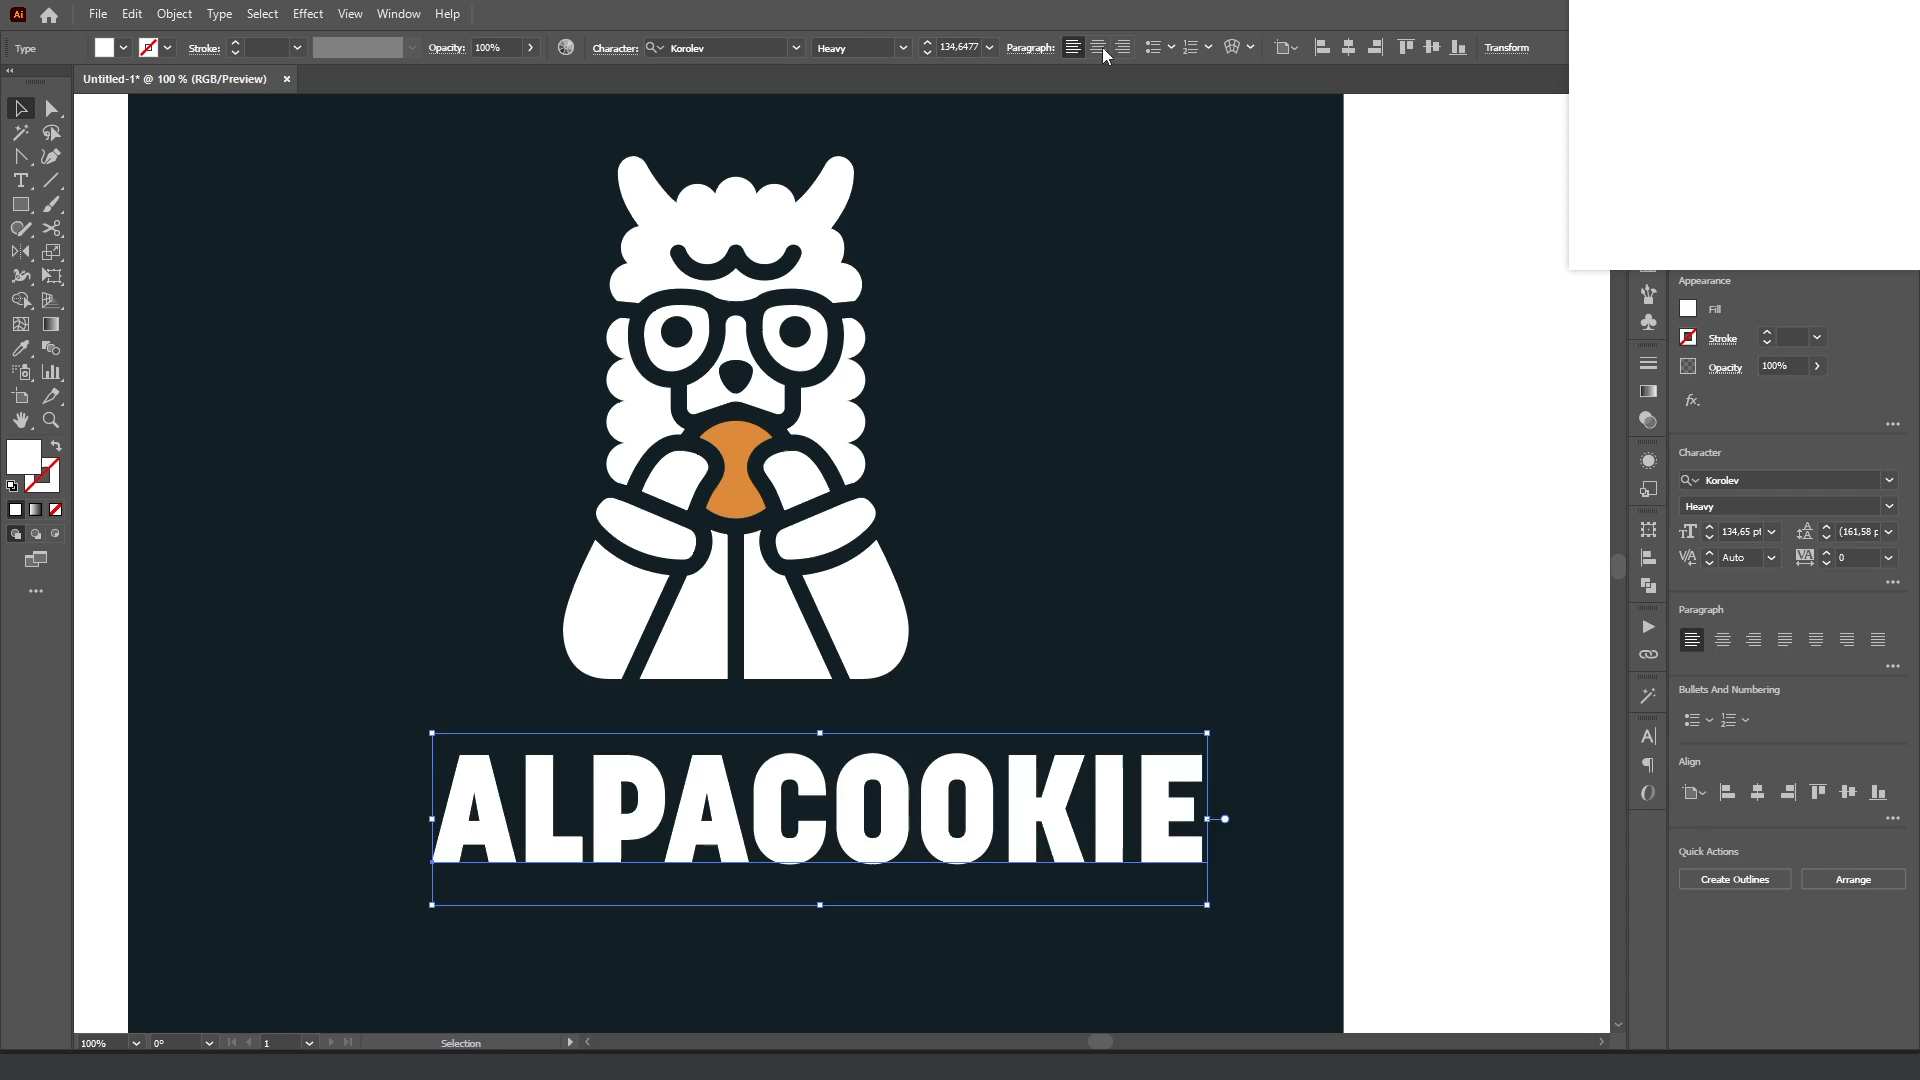 Ai File Edit Object Type Select Effect View Window Help
Type Stroke: Opacity: 100% Character: Korolev Heavy 134,6477 Paragraph: Transform
Untitled-1* @ 100 % (RGB/Preview) ×
Appearance
Fill
Stroke
Opacity 100%
fx.
Character
Korolev
Heavy
134,65 pt (161,58 p
Auto 0
Paragraph
Bullets And Numbering
Align
Quick Actions
Create Outlines Arrange
ALPACOOKIE
100% 0° 1 Selection